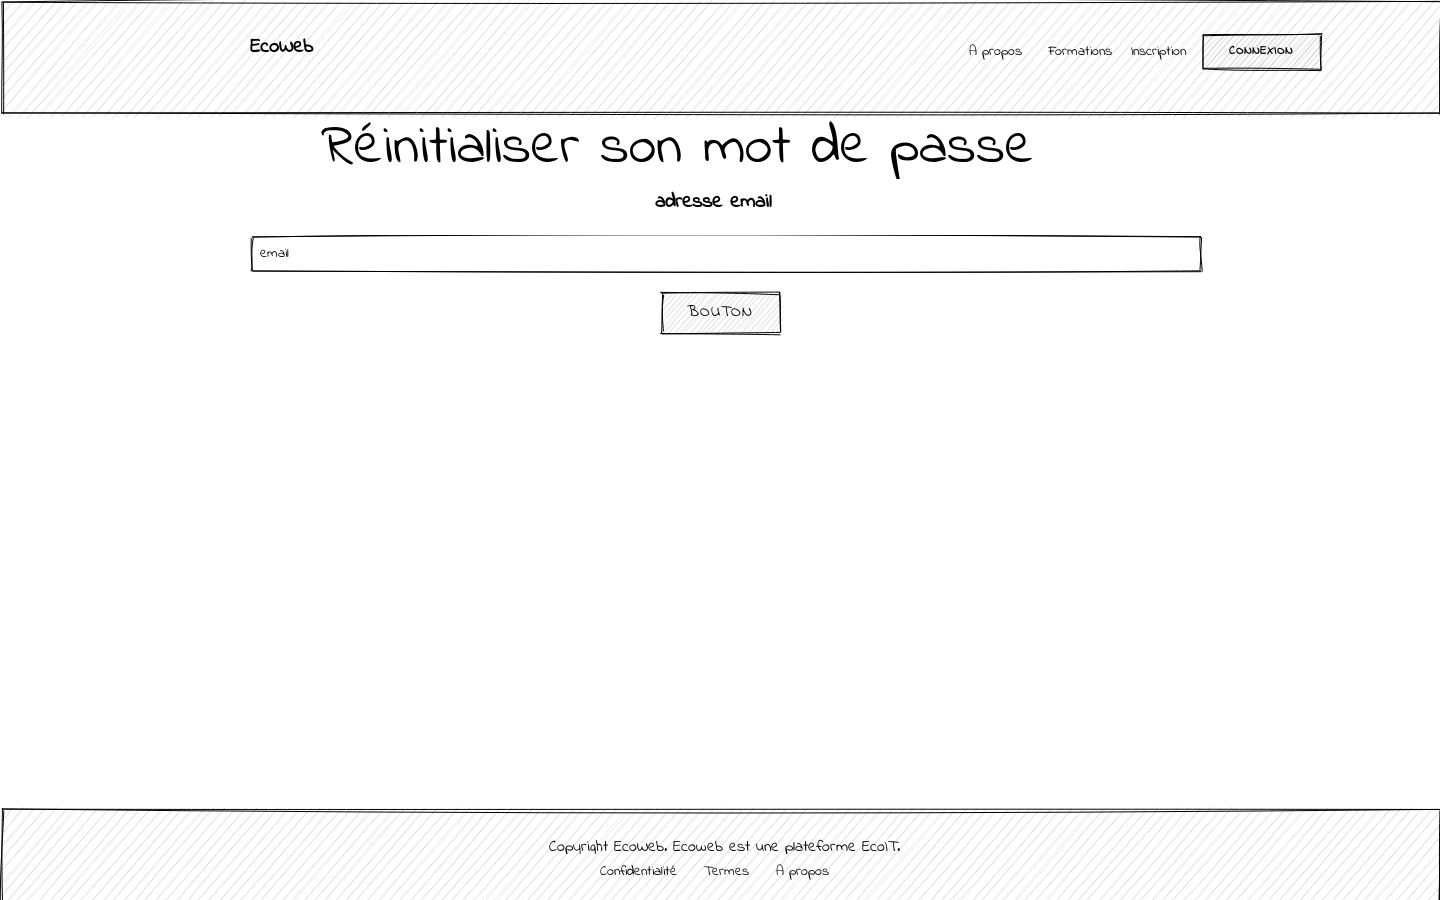 Ecoweb
À propos Formations Inscription CONNEXION
Réinitialiser son mot de passe
adresse email
email
BOUTON
Copyright Ecoweb. Ecoweb est une plateforme EcoIT.
Confidentialité Termes À propos